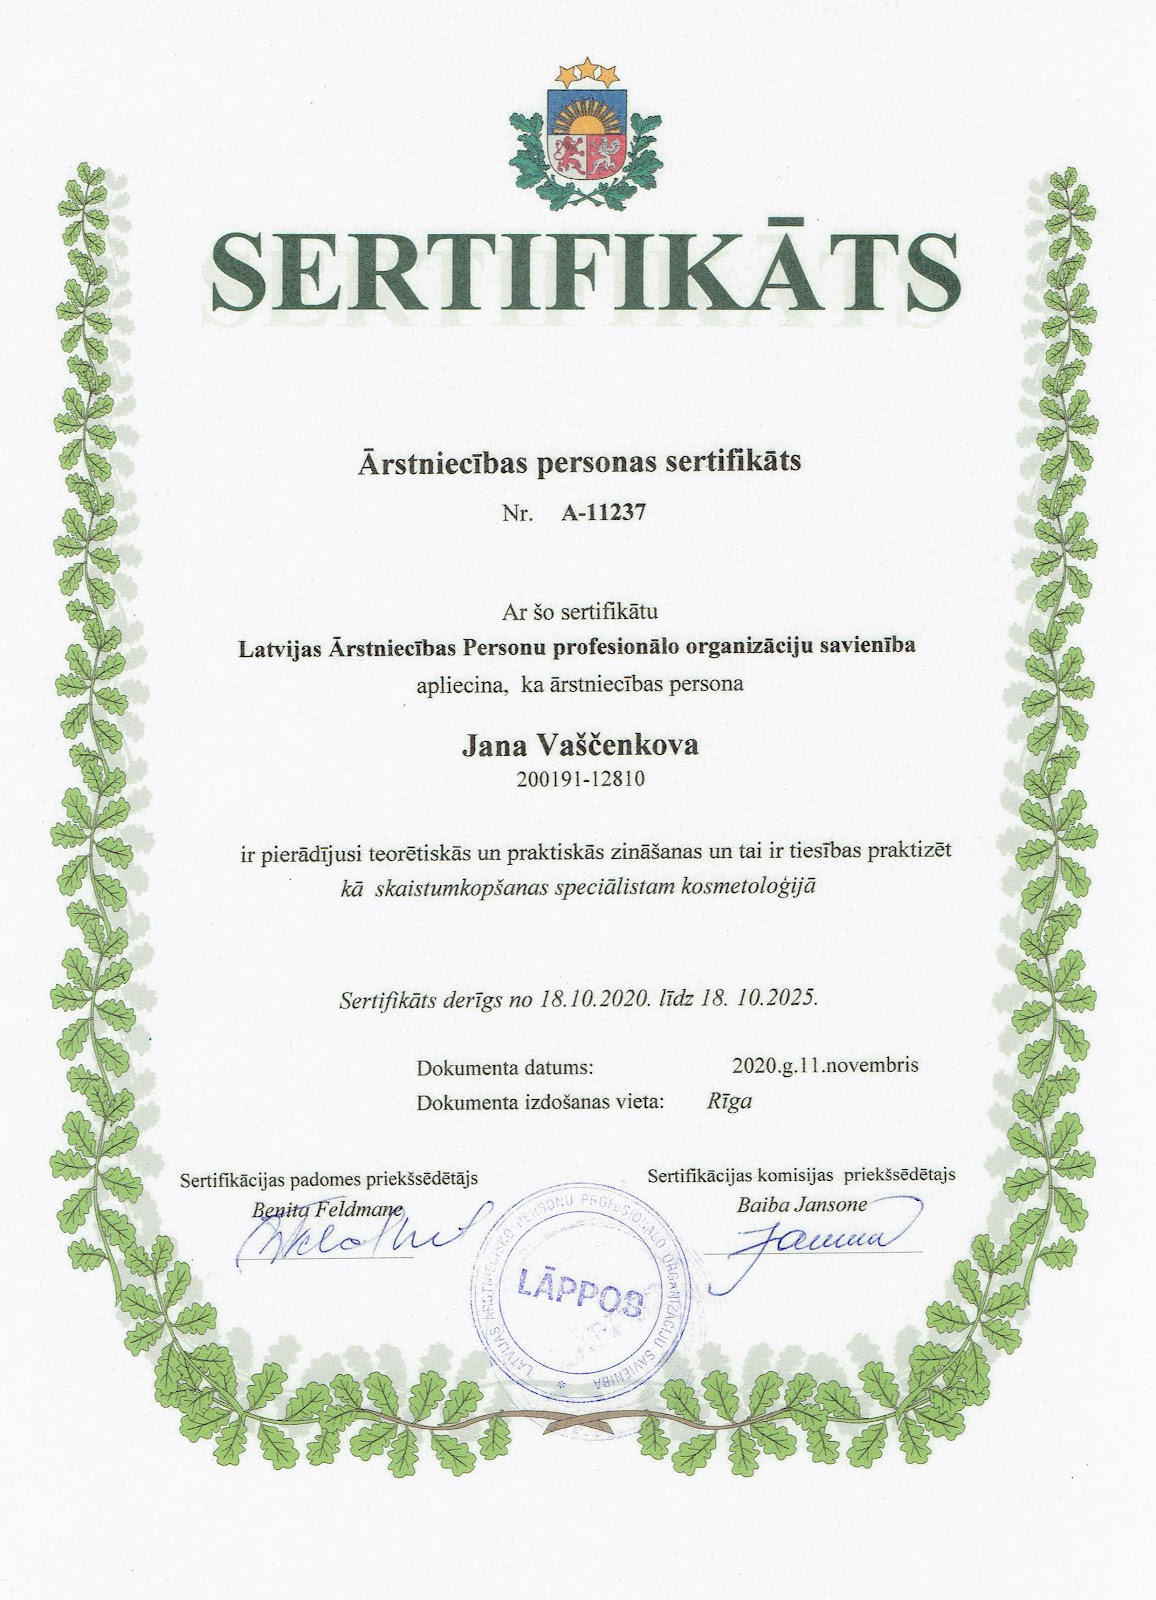 SERTIFIKĀTS
Ārstniecības personas sertifikāts
Nr. A-11237
Ar šo sertifikātu
Latvijas Ārstniecības Personu profesionālo organizāciju savienība
apliecina, ka ārstniecības persona
Jana Vaščenkova
200191-12810
ir pierādījusi teorētiskās un praktiskās zināšanas un tai ir tiesības praktizēt
kā skaistumkopšanas speciālistam kosmetoloģijā
Sertifikāts derīgs no 18.10.2020. līdz 18. 10.2025.
Dokumenta datums: 2020.g.11.novembris
Dokumenta izdošanas vieta: Rīga
Sertifikācijas padomes priekšsēdētājs
Benita Feldmane
Sertifikācijas komisijas priekšsēdētajs
Baiba Jansone
LATVIJAS ĀRSTNIECISKO PERSONU PROFESIONĀLO ORGANIZĀCIJU SAVIENĪBA
LĀPPOS